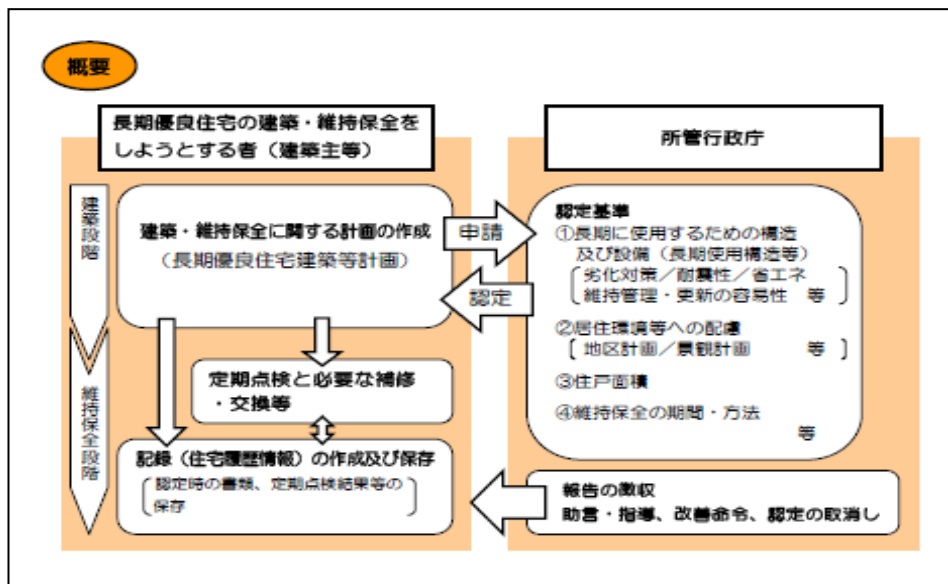 概要
長期優良住宅の建築・維持保全を
しようとする者（建築主等）
所管行政庁
建築段階
維持保全段階
建築・維持保全に関する計画の作成
（長期優良住宅建築等計画）
申請
認定
認定基準
①長期に使用するための構造
及び設備（長期使用構造等）
劣化対策／耐震性／省エネ
維持管理・更新の容易性　等
②居住環境等への配慮
[ 地区計画／景観計画　　等 ]
③住戸面積
④維持保全の期間・方法
等
定期点検と必要な補修
・交換等
記録（住宅履歴情報）の作成及び保存
認定時の書類、定期点検結果等の
保存
報告の徴収
助言・指導、改善命令、認定の取消し